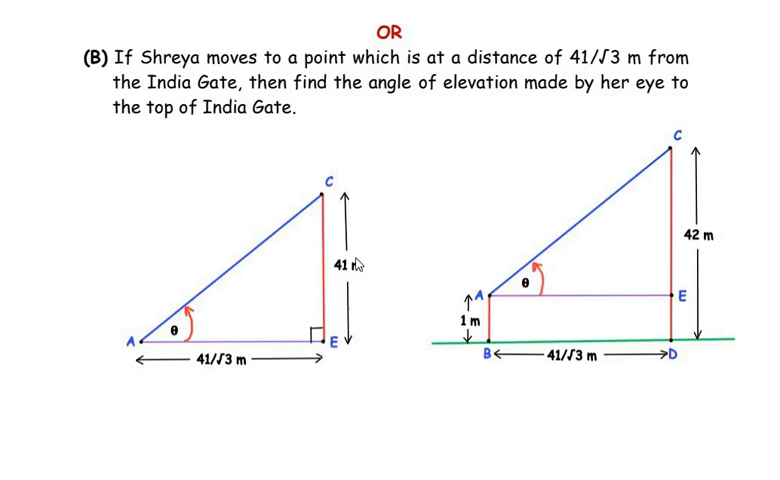 OR
(B) If Shreya moves to a point which is at a distance of 41/√3 m from
the India Gate, then find the angle of elevation made by her eye to
the top of India Gate.
C
41 m
θ
A
E
41/√3 m
C
42 m
θ
A
E
1 m
B
41/√3 m
D